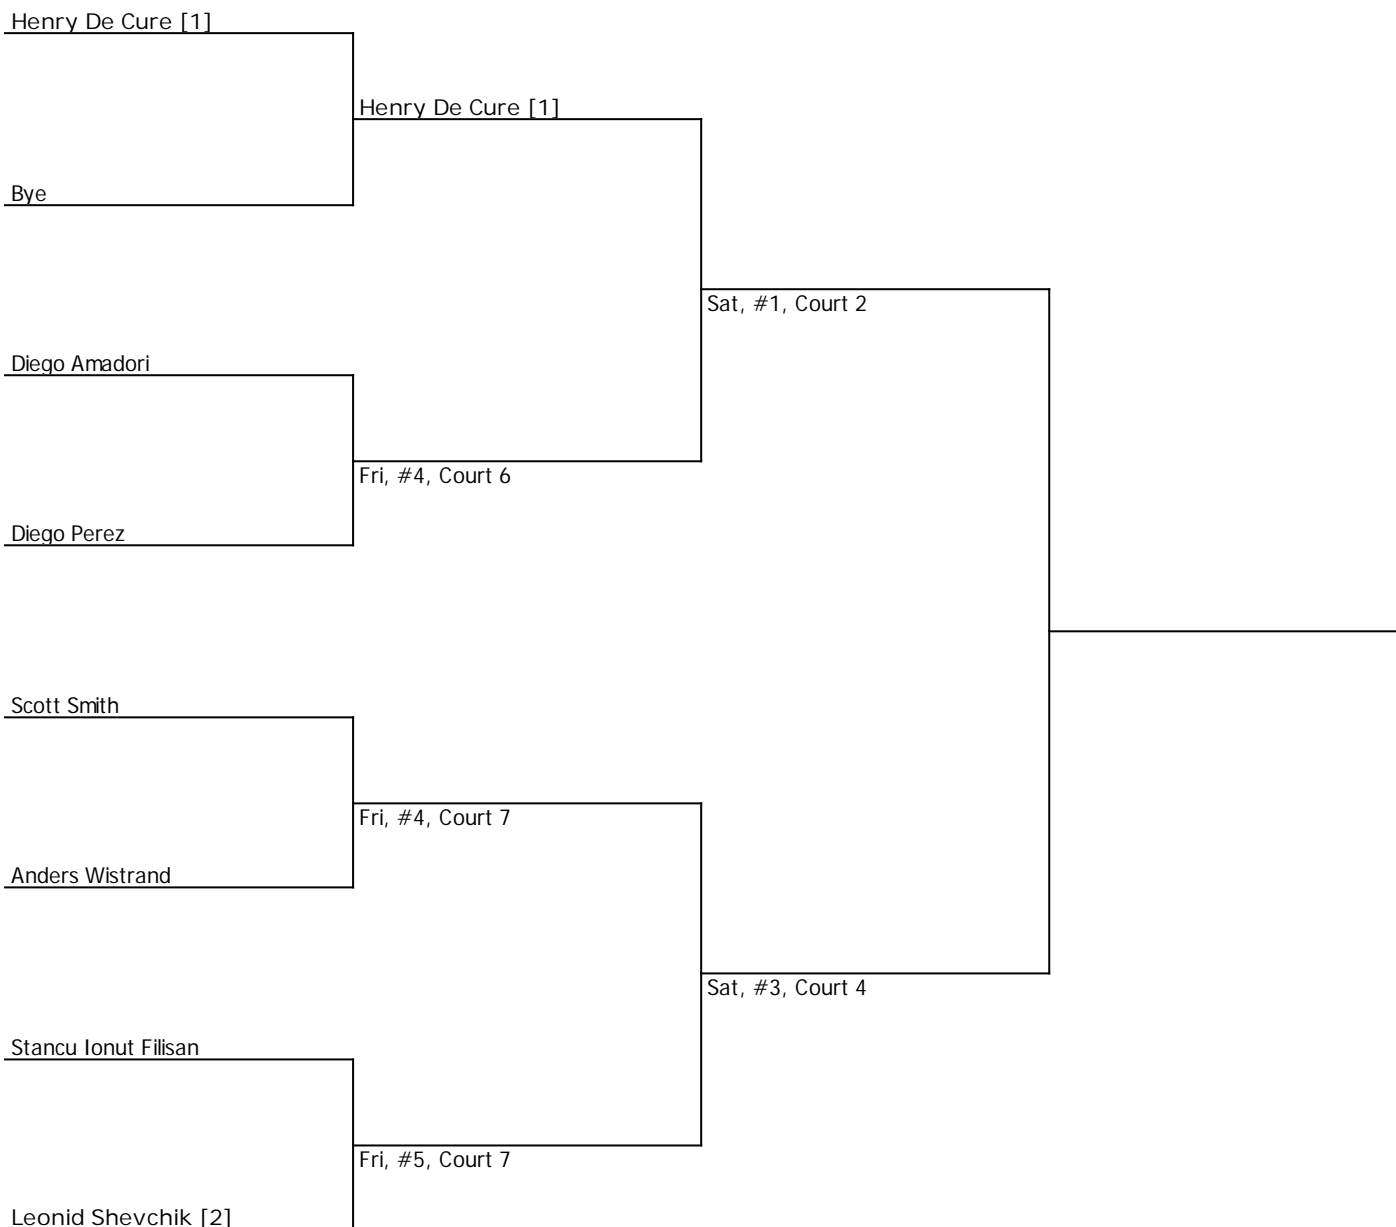 Henry De Cure [1]
Henry De Cure [1]
Bye
Sat, #1, Court 2
Diego Amadori
Fri, #4, Court 6
Diego Perez
Scott Smith
Fri, #4, Court 7
Anders Wistrand
Sat, #3, Court 4
Stancu Ionut Filisan
Fri, #5, Court 7
Leonid Shevchik [2]